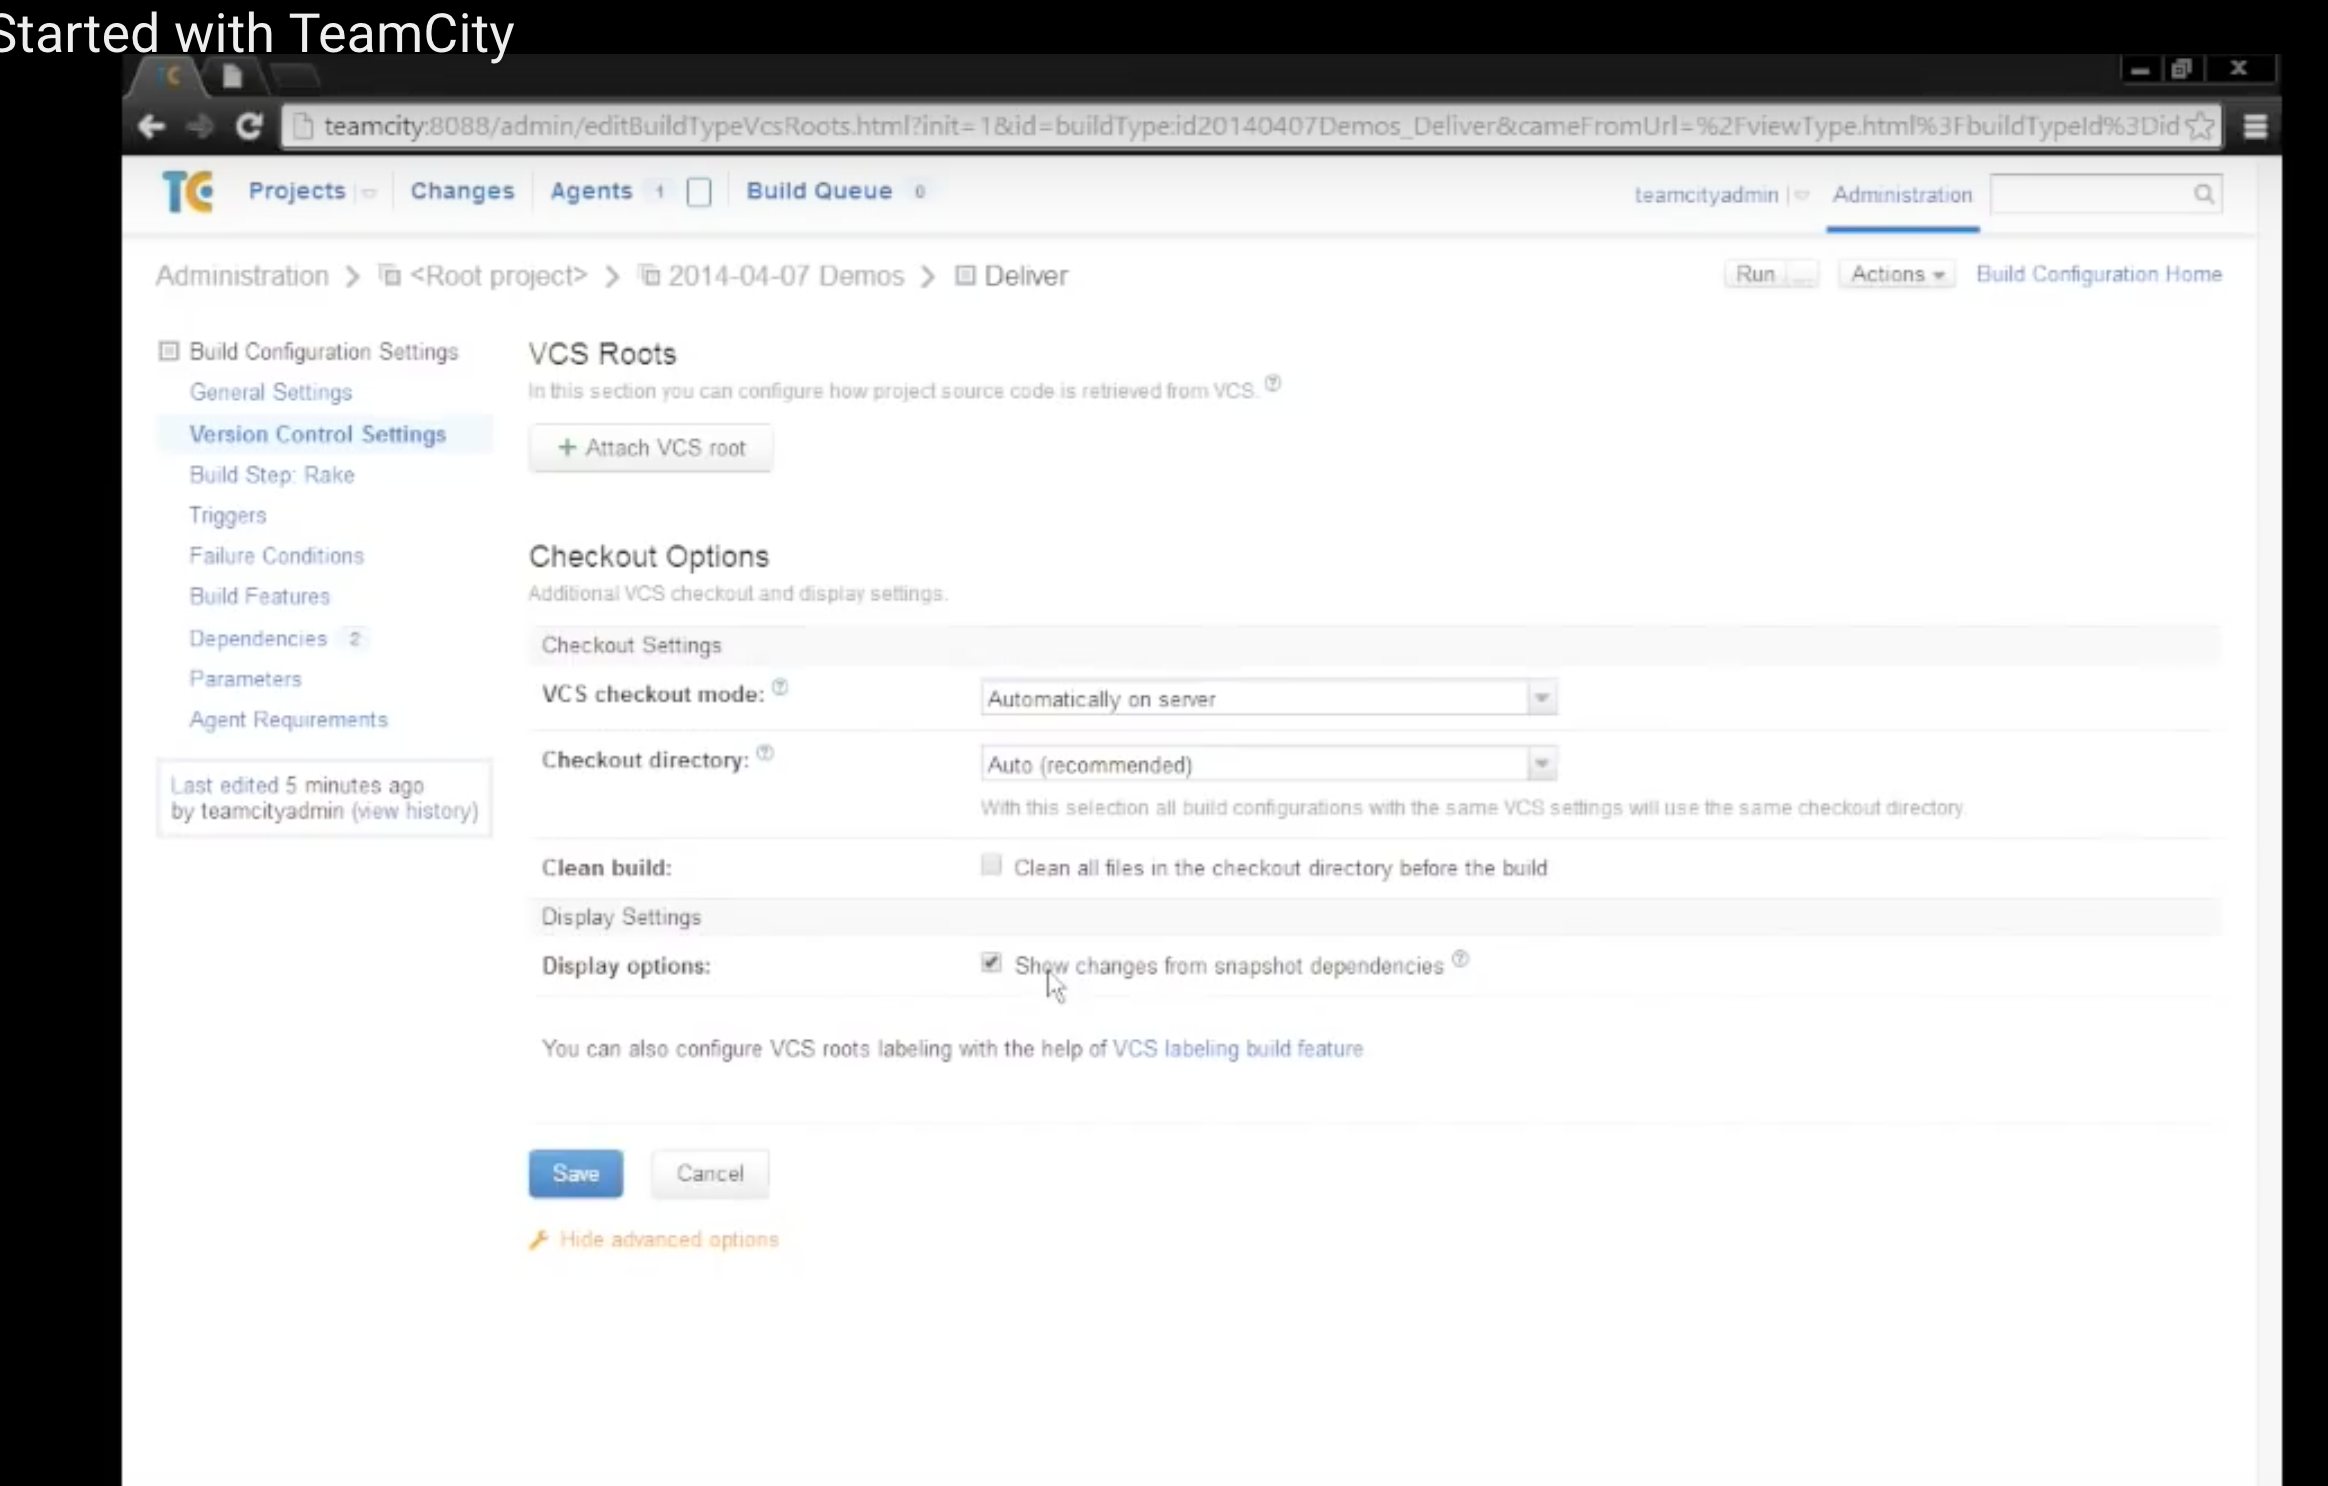 Started with TeamCity
teamcity:8088/admin/editBuildTypeVcsRoots.html?init=1&id=buildType:id20140407Demos_Deliver&cameFromUrl=%2FviewType.html%3FbuildTypeId%3Did
TC Projects Changes Agents 1 Build Queue 0 teamcityadmin Administration
Administration > <Root project> > 2014-04-07 Demos > Deliver Run ... Actions Build Configuration Home
Build Configuration Settings
General Settings
Version Control Settings
Build Step: Rake
Triggers
Failure Conditions
Build Features
Dependencies 2
Parameters
Agent Requirements
Last edited 5 minutes ago
by teamcityadmin (view history)
VCS Roots
In this section you can configure how project source code is retrieved from VCS. ?
+ Attach VCS root
Checkout Options
Additional VCS checkout and display settings.
Checkout Settings
VCS checkout mode: ? Automatically on server
Checkout directory: ? Auto (recommended)
With this selection all build configurations with the same VCS settings will use the same checkout directory.
Clean build: Clean all files in the checkout directory before the build
Display Settings
Display options: Show changes from snapshot dependencies ?
You can also configure VCS roots labeling with the help of VCS labeling build feature
Save Cancel
Hide advanced options